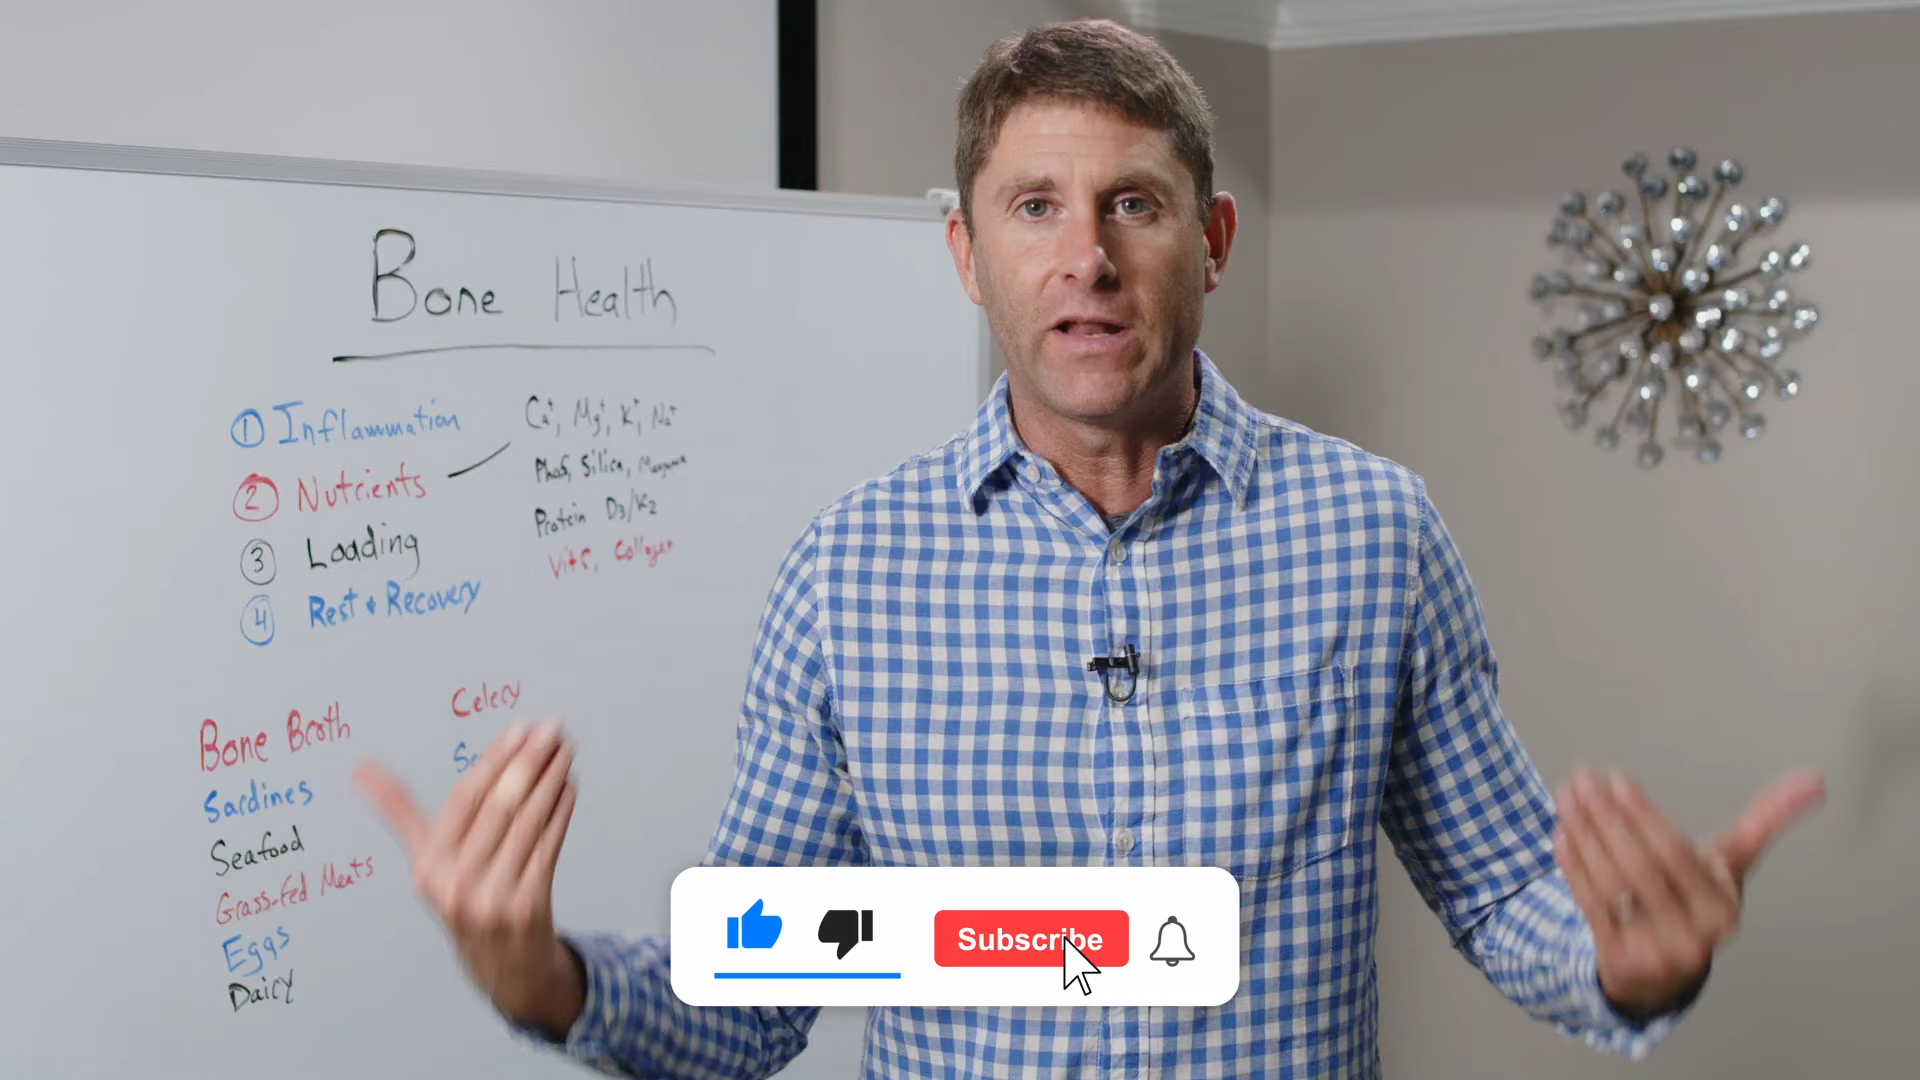 Bone Health
① Inflammation
② Nutrients
③ Loading
④ Rest + Recovery
Ca⁺, Mg⁺, K⁺, Na⁺
Phos, Silica,
Protein D3/K2
Vit C, Collagen
Bone Broth
Sardines
Seafood
Grass-fed Meats
Eggs
Dairy
Celery
Subscribe